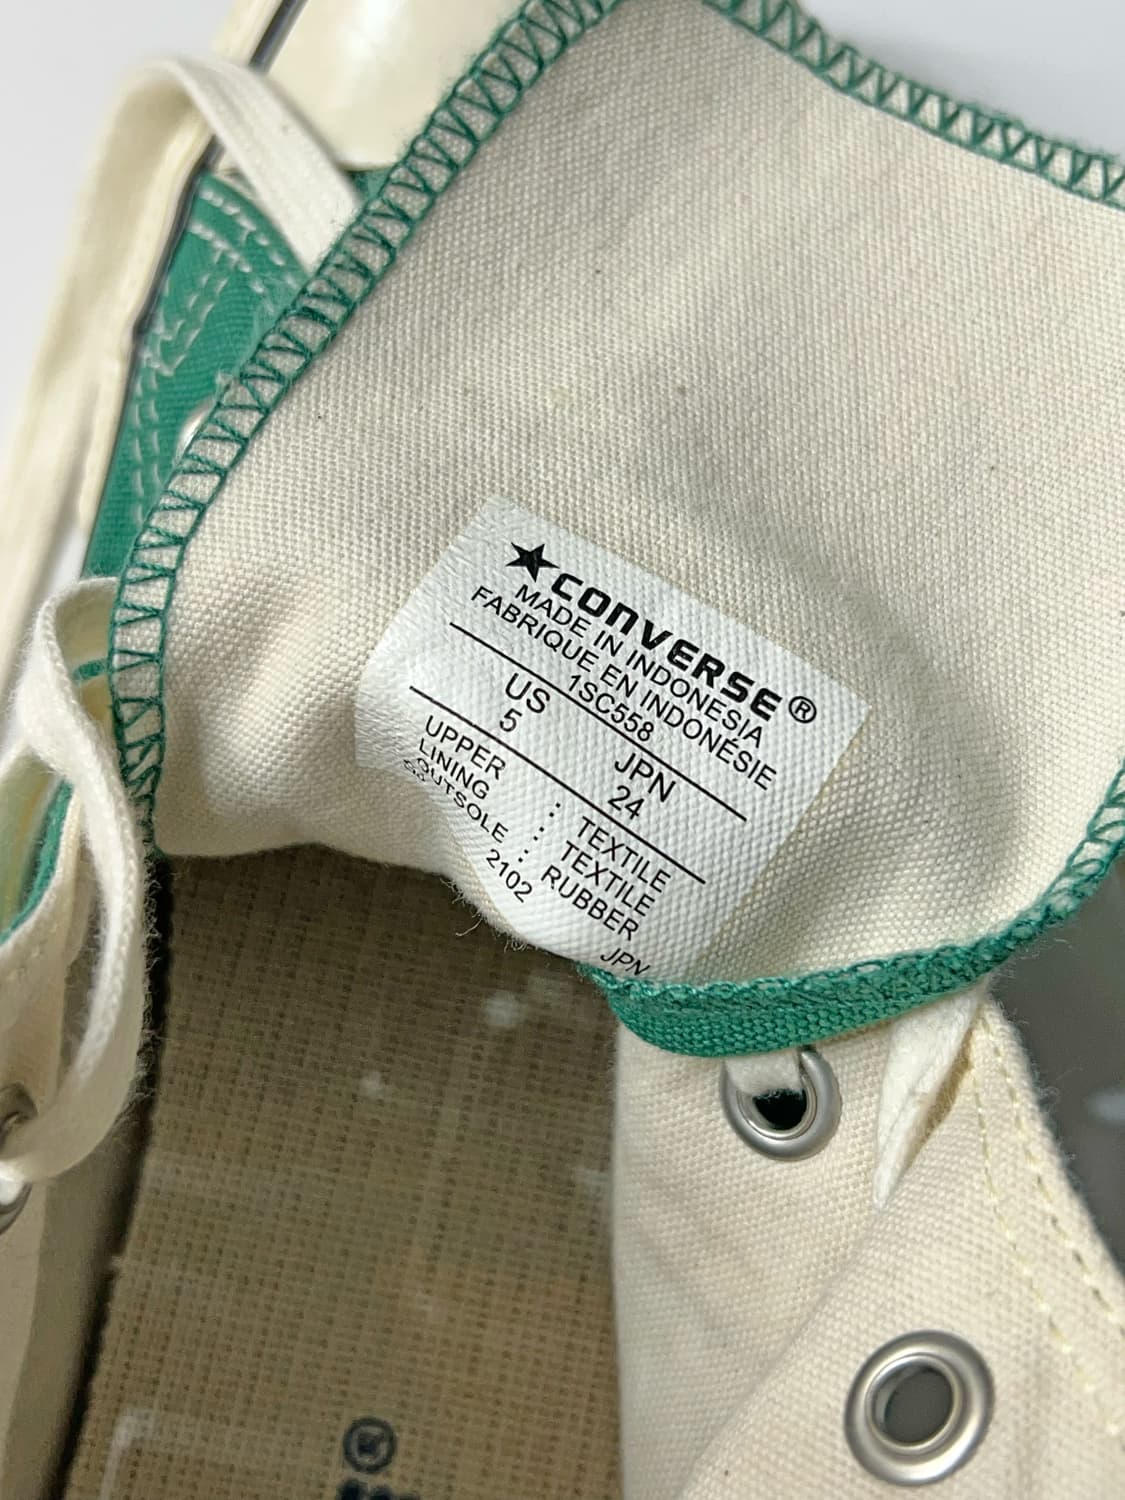 ★CONVERSE®
MADE IN INDONESIA
FABRIQUE EN INDONÉSIE
1SC558
US JPN
5 24
UPPER : TEXTILE
LINING : TEXTILE
OUTSOLE : RUBBER
2102
JPN
®